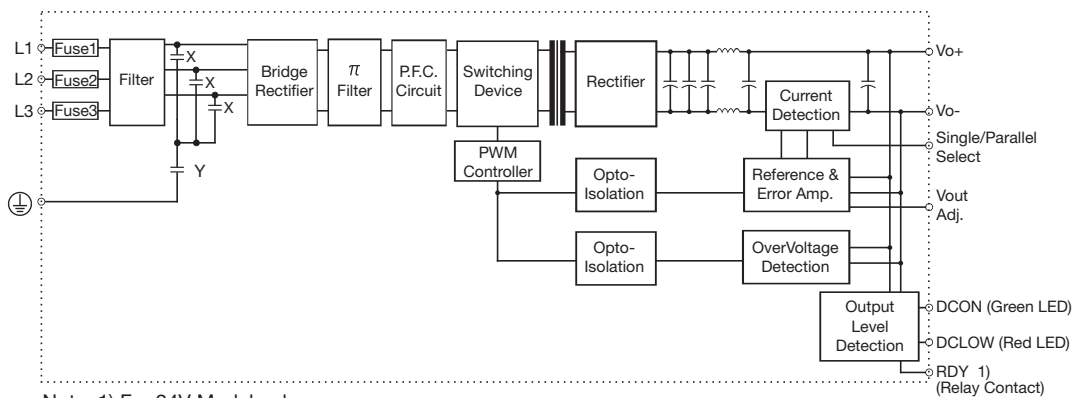 L1
Fuse1
L2
Fuse2
L3
Fuse3
Filter
X
X
X
Y
Bridge
Rectifier
π
Filter
P.F.C.
Circuit
Switching
Device
Rectifier
PWM
Controller
Opto-
Isolation
Opto-
Isolation
Current
Detection
Reference &
Error Amp.
OverVoltage
Detection
Output
Level
Detection
Vo+
Vo-
Single/Parallel
Select
Vout
Adj.
DCON (Green LED)
DCLOW (Red LED)
RDY 1)
(Relay Contact)